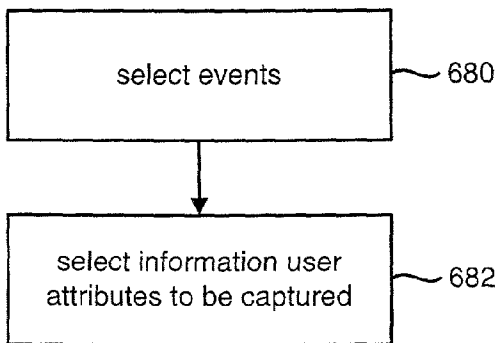 select events
680
select information user
attributes to be captured
682